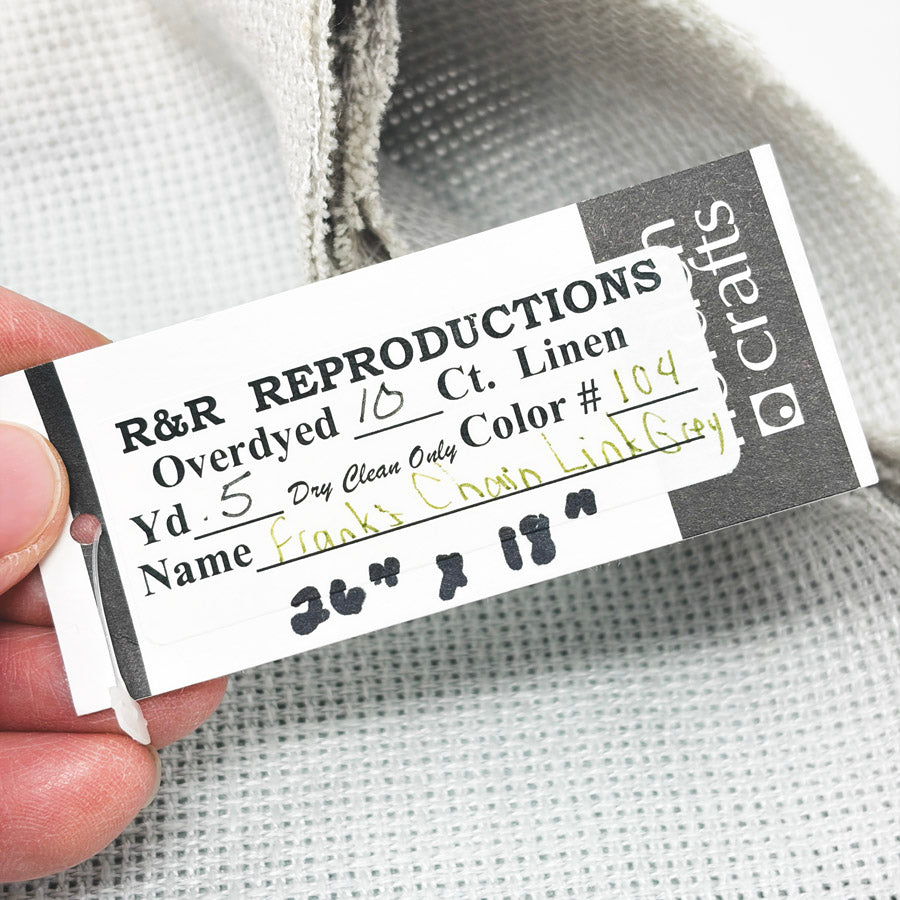 R&R REPRODUCTIONS
Overdyed 10 Ct. Linen
Yd .5 Dry Clean Only Color # 104
Name Frank's Chain Link Grey
26" x 18"
crafts